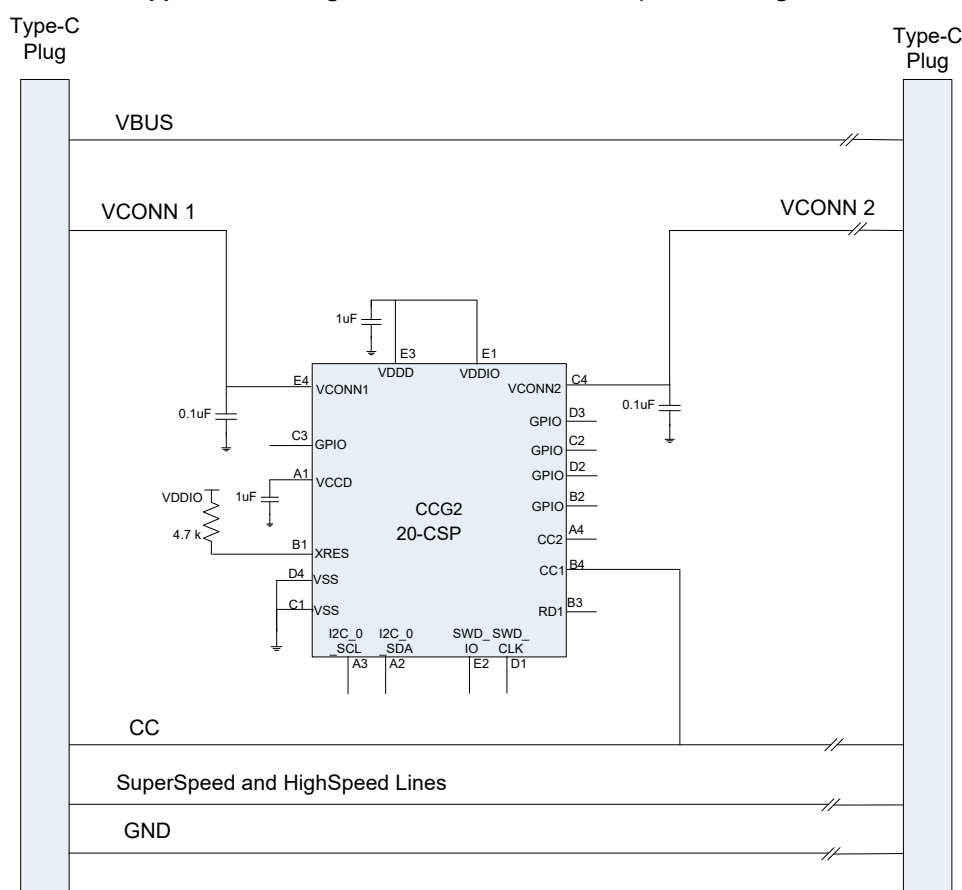 Type-C
Plug
Type-C
Plug
VBUS
VCONN 1
VCONN 2
1uF
E3
E1
VDDD
VDDIO
E4
VCONN1
VCONN2
C4
0.1uF
0.1uF
GPIO
D3
C3
GPIO
GPIO
C2
A1
VCCD
GPIO
D2
VDDIO
1uF
GPIO
B2
CCG2
20-CSP
4.7 k
CC2
A4
B1
XRES
CC1
B4
D4
VSS
C1
VSS
RD1
B3
I2C_0
_SCL
I2C_0
_SDA
SWD_
IO
SWD_
CLK
A3
A2
E2
D1
CC
SuperSpeed and HighSpeed Lines
GND